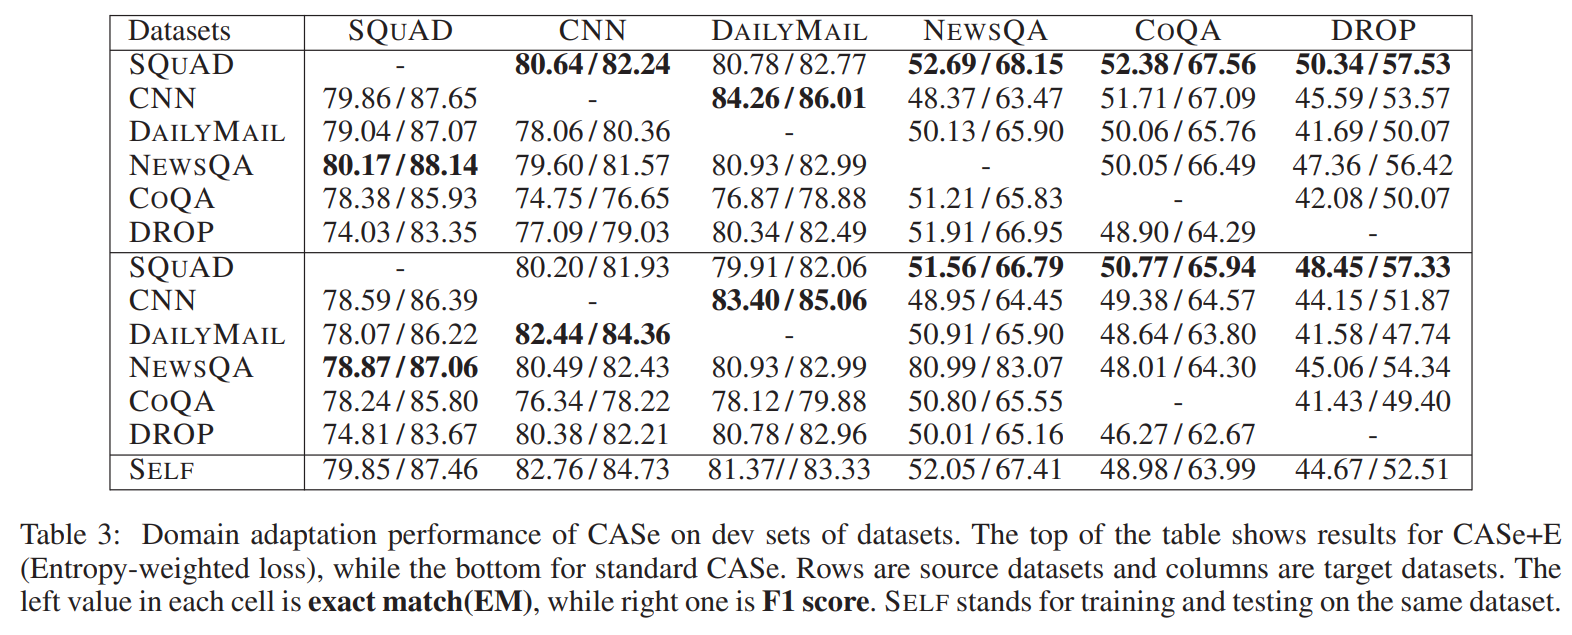 Datasets SQUAD CNN DAILYMAIL NEWSQA COQA DROP
SQUAD - 80.64 / 82.24 80.78 / 82.77 52.69 / 68.15 52.38 / 67.56 50.34 / 57.53
CNN 79.86 / 87.65 - 84.26 / 86.01 48.37 / 63.47 51.71 / 67.09 45.59 / 53.57
DAILYMAIL 79.04 / 87.07 78.06 / 80.36 - 50.13 / 65.90 50.06 / 65.76 41.69 / 50.07
NEWSQA 80.17 / 88.14 79.60 / 81.57 80.93 / 82.99 - 50.05 / 66.49 47.36 / 56.42
COQA 78.38 / 85.93 74.75 / 76.65 76.87 / 78.88 51.21 / 65.83 - 42.08 / 50.07
DROP 74.03 / 83.35 77.09 / 79.03 80.34 / 82.49 51.91 / 66.95 48.90 / 64.29 -
SQUAD - 80.20 / 81.93 79.91 / 82.06 51.56 / 66.79 50.77 / 65.94 48.45 / 57.33
CNN 78.59 / 86.39 - 83.40 / 85.06 48.95 / 64.45 49.38 / 64.57 44.15 / 51.87
DAILYMAIL 78.07 / 86.22 82.44 / 84.36 - 50.91 / 65.90 48.64 / 63.80 41.58 / 47.74
NEWSQA 78.87 / 87.06 80.49 / 82.43 80.93 / 82.99 80.99 / 83.07 48.01 / 64.30 45.06 / 54.34
COQA 78.24 / 85.80 76.34 / 78.22 78.12 / 79.88 50.80 / 65.55 - 41.43 / 49.40
DROP 74.81 / 83.67 80.38 / 82.21 80.78 / 82.96 50.01 / 65.16 46.27 / 62.67 -
SELF 79.85 / 87.46 82.76 / 84.73 81.37/ / 83.33 52.05 / 67.41 48.98 / 63.99 44.67 / 52.51
Table 3: Domain adaptation performance of CASe on dev sets of datasets. The top of the table shows results for CASe+E
(Entropy-weighted loss), while the bottom for standard CASe. Rows are source datasets and columns are target datasets. The
left value in each cell is exact match(EM), while right one is F1 score. SELF stands for training and testing on the same dataset.